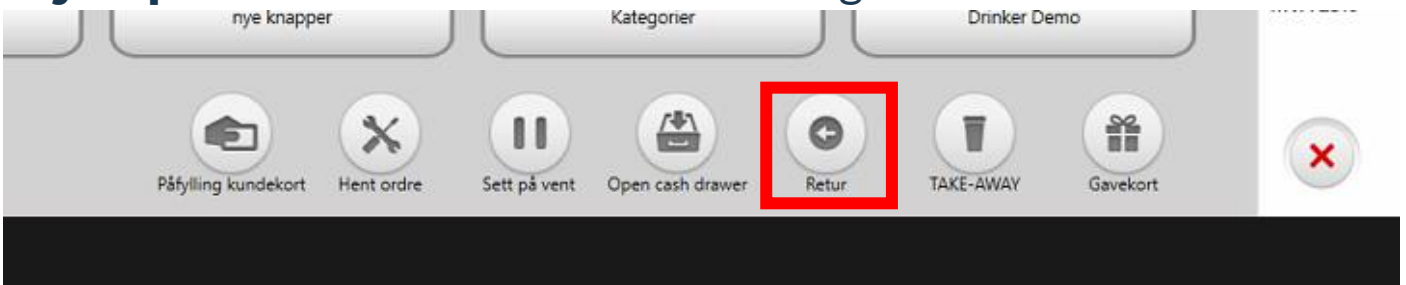 nye knapper
Kategorier
Drinker Demo
Påfylling kundekort
Hent ordre
Sett på vent
Open cash drawer
Retur
TAKE-AWAY
Gavekort